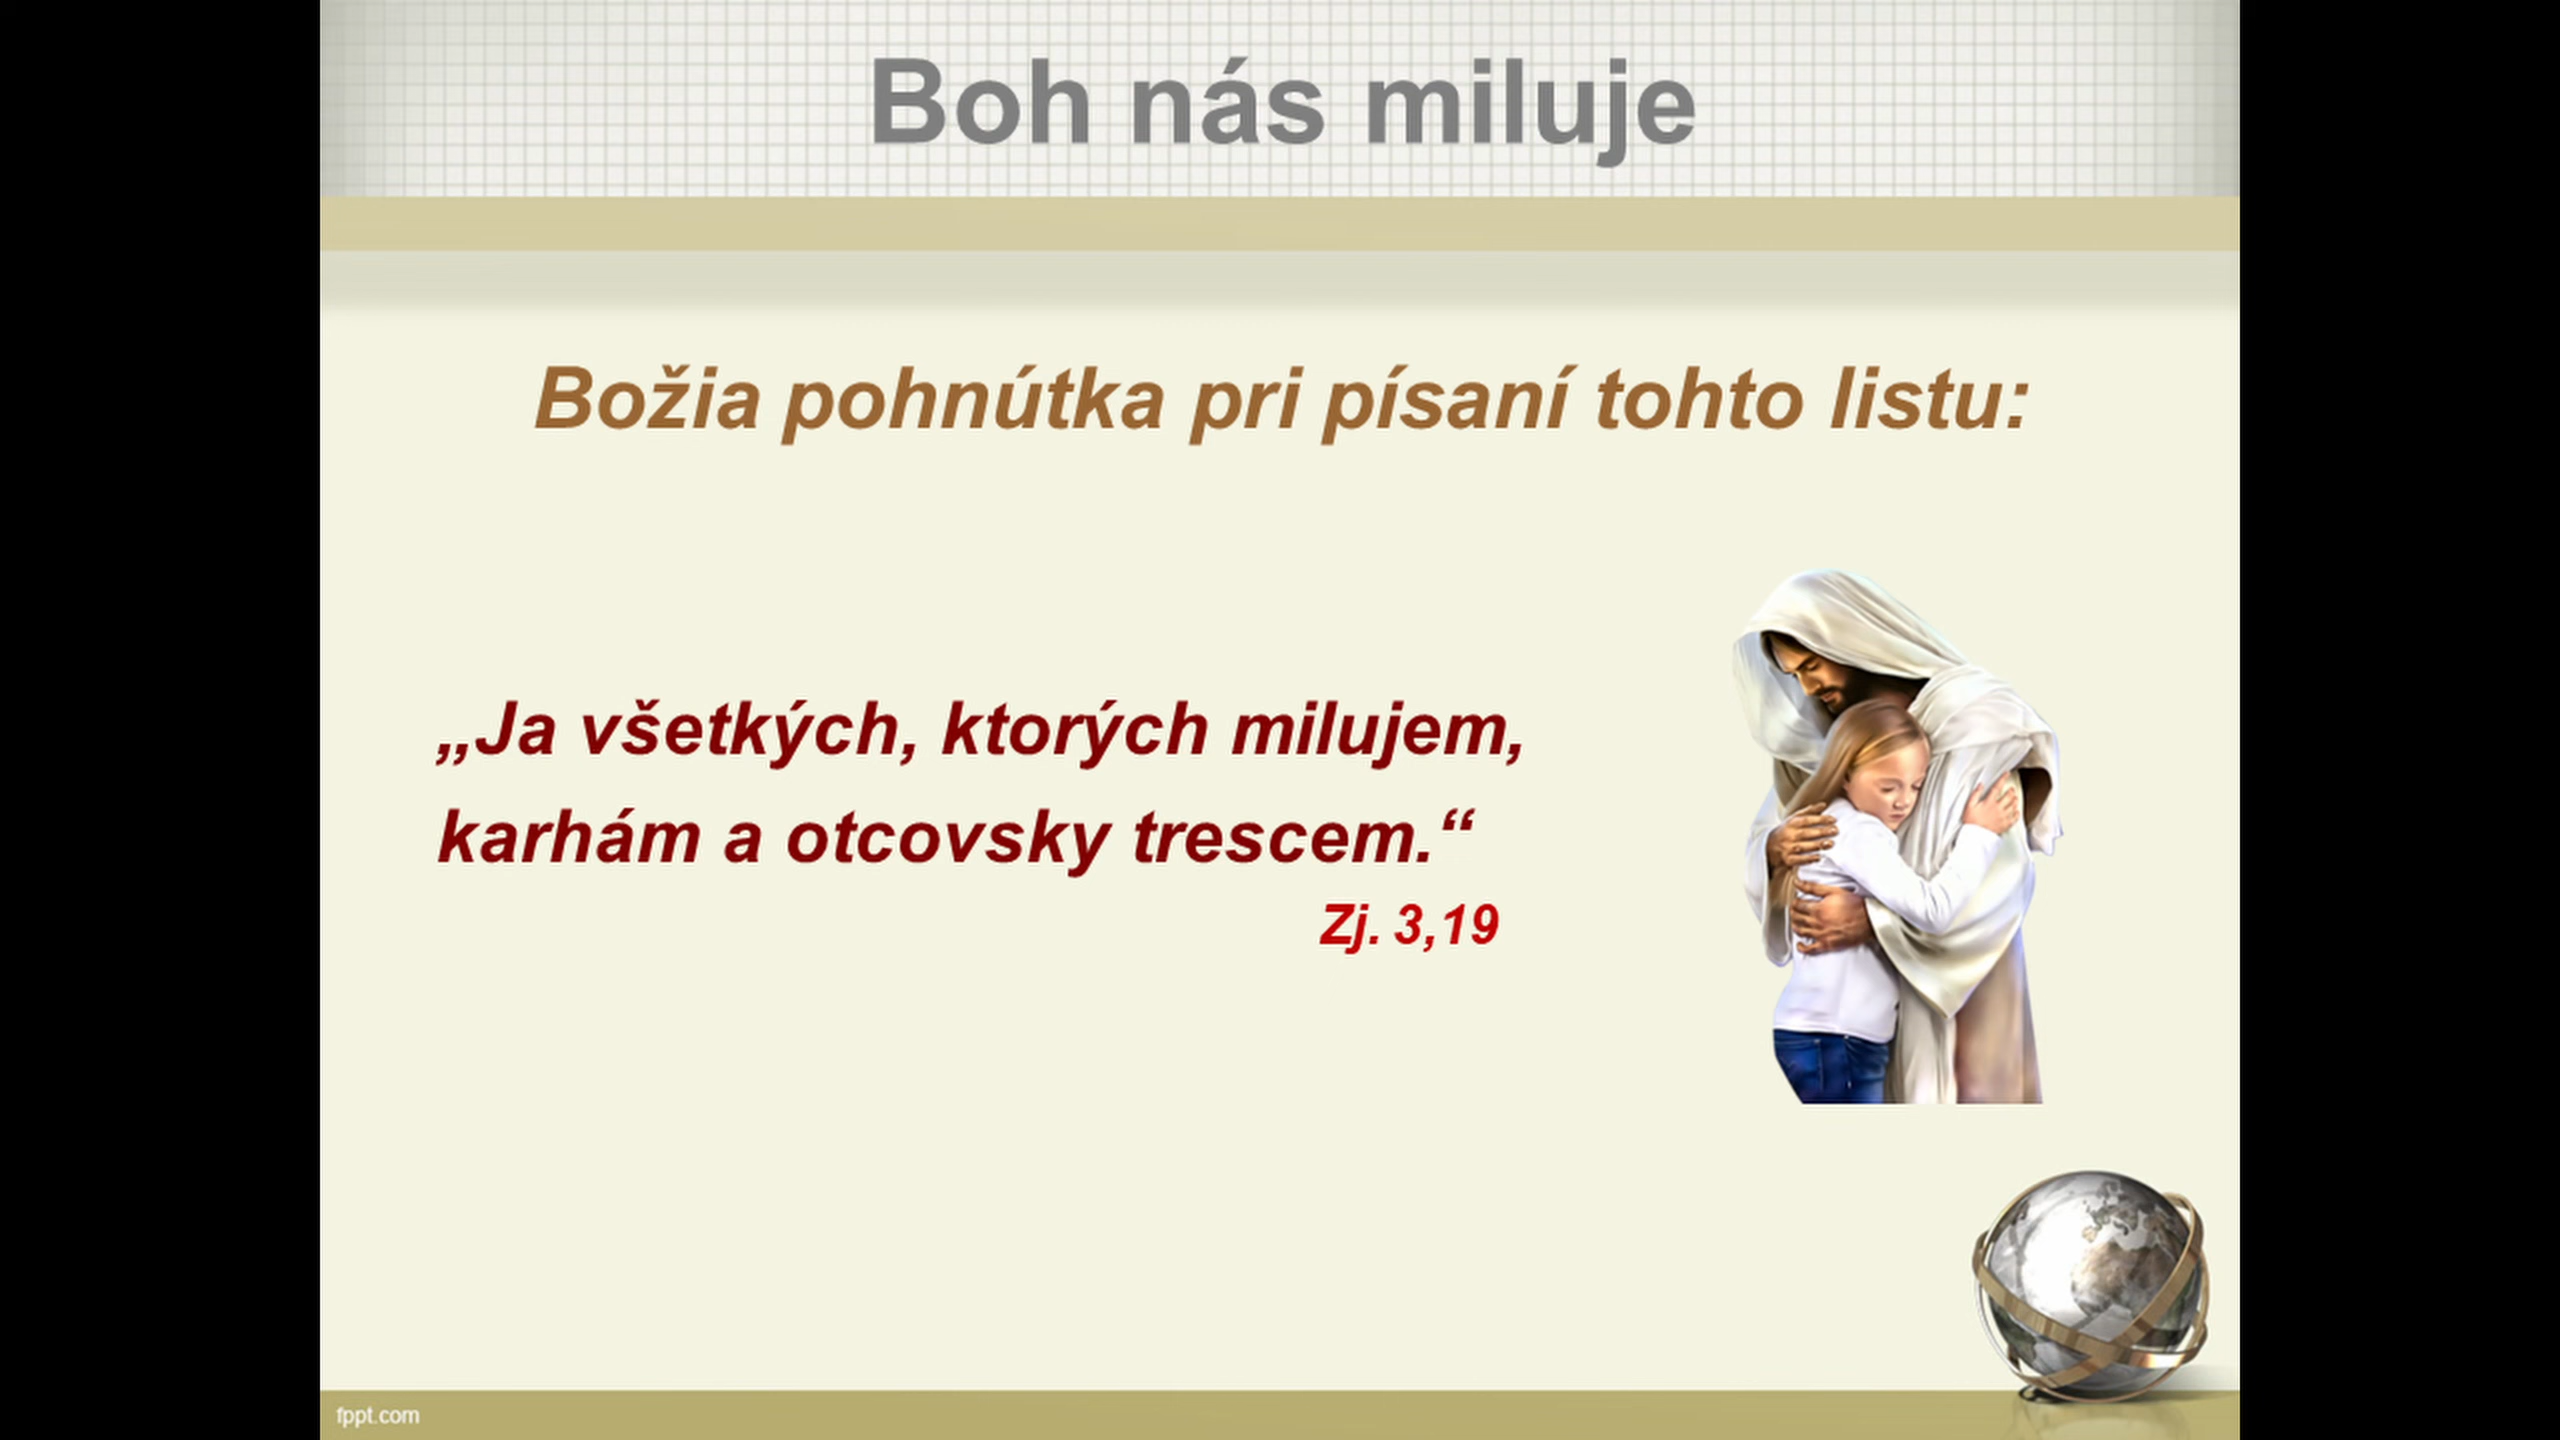 Boh nás miluje
Božia pohnútka pri písaní tohto listu:
„Ja všetkých, ktorých milujem,
karhám a otcovsky trescem.“
Zj. 3,19
fppt.com